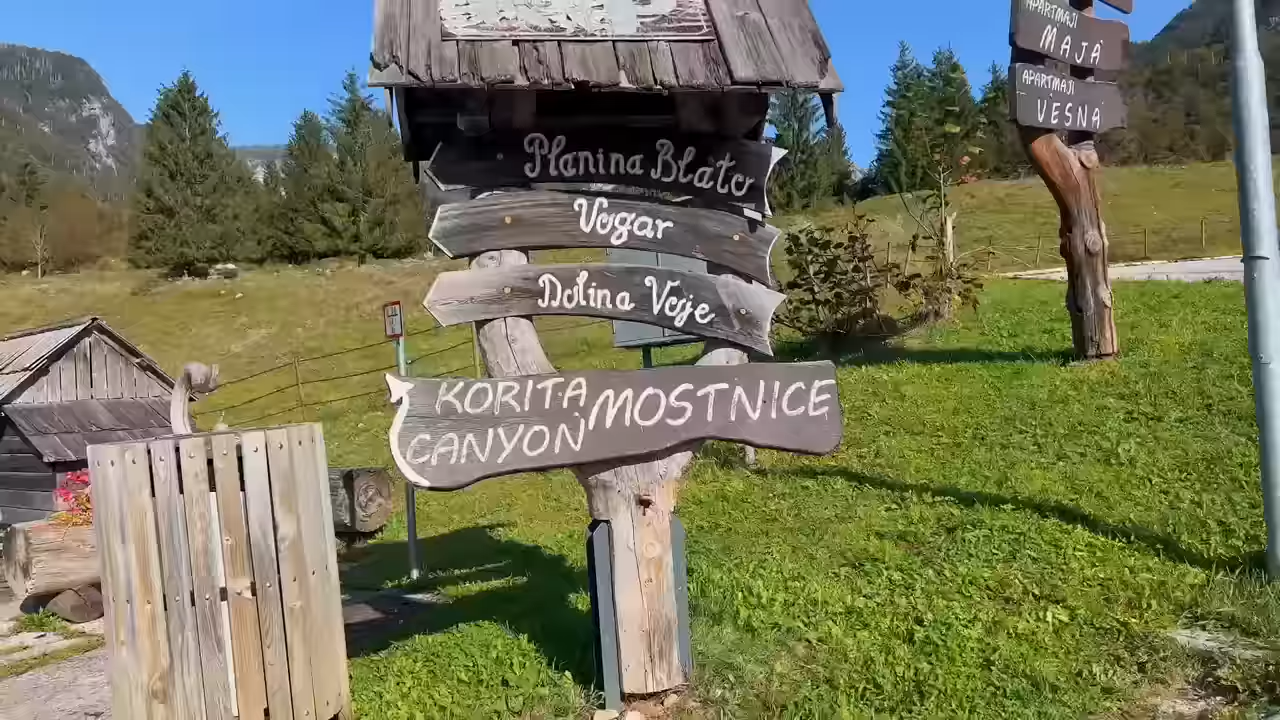 Planina Blato
Vogar
Dolina Voje
KORITA MOSTNICE
CANYON
APARTMAJI
MAJA
APARTMAJI
VESNA